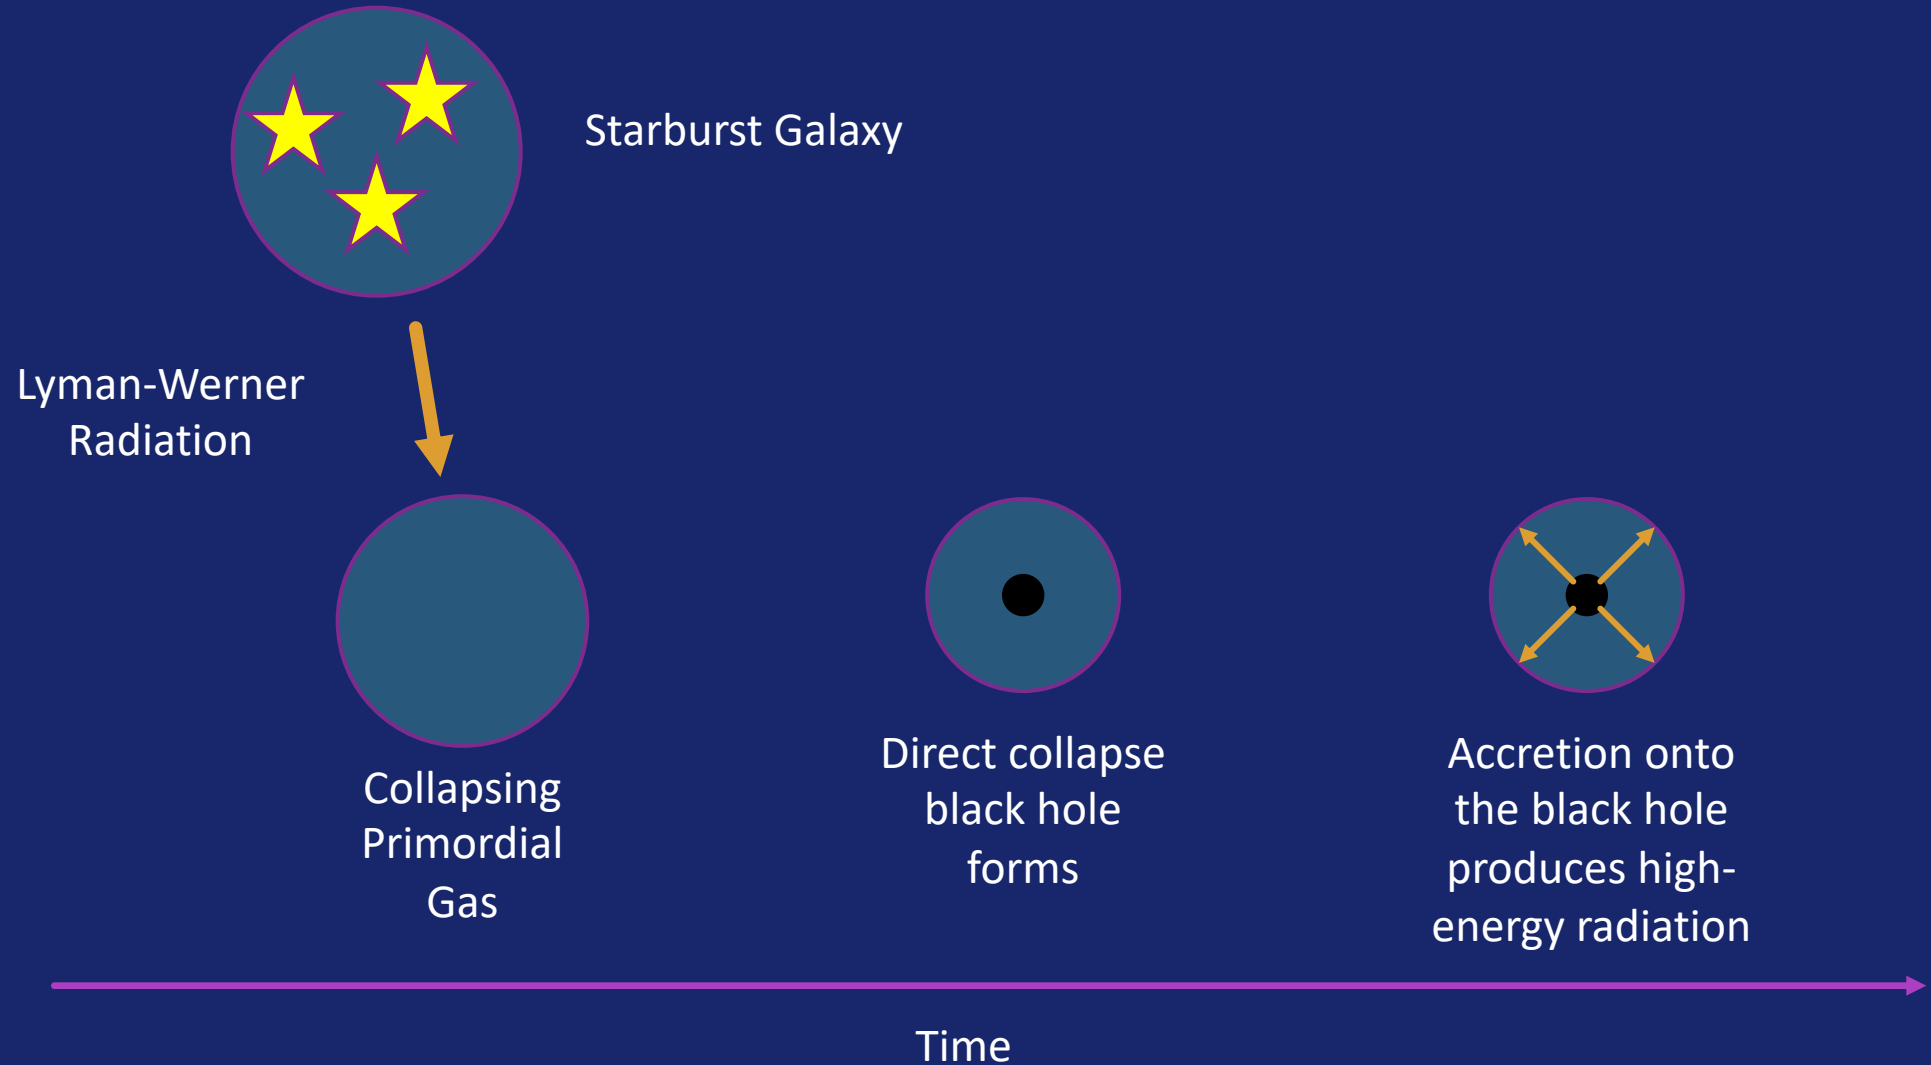 Starburst Galaxy
Lyman-Werner
Radiation
Collapsing
Primordial
Gas
Direct collapse
black hole
forms
Accretion onto
the black hole
produces high-
energy radiation
Time